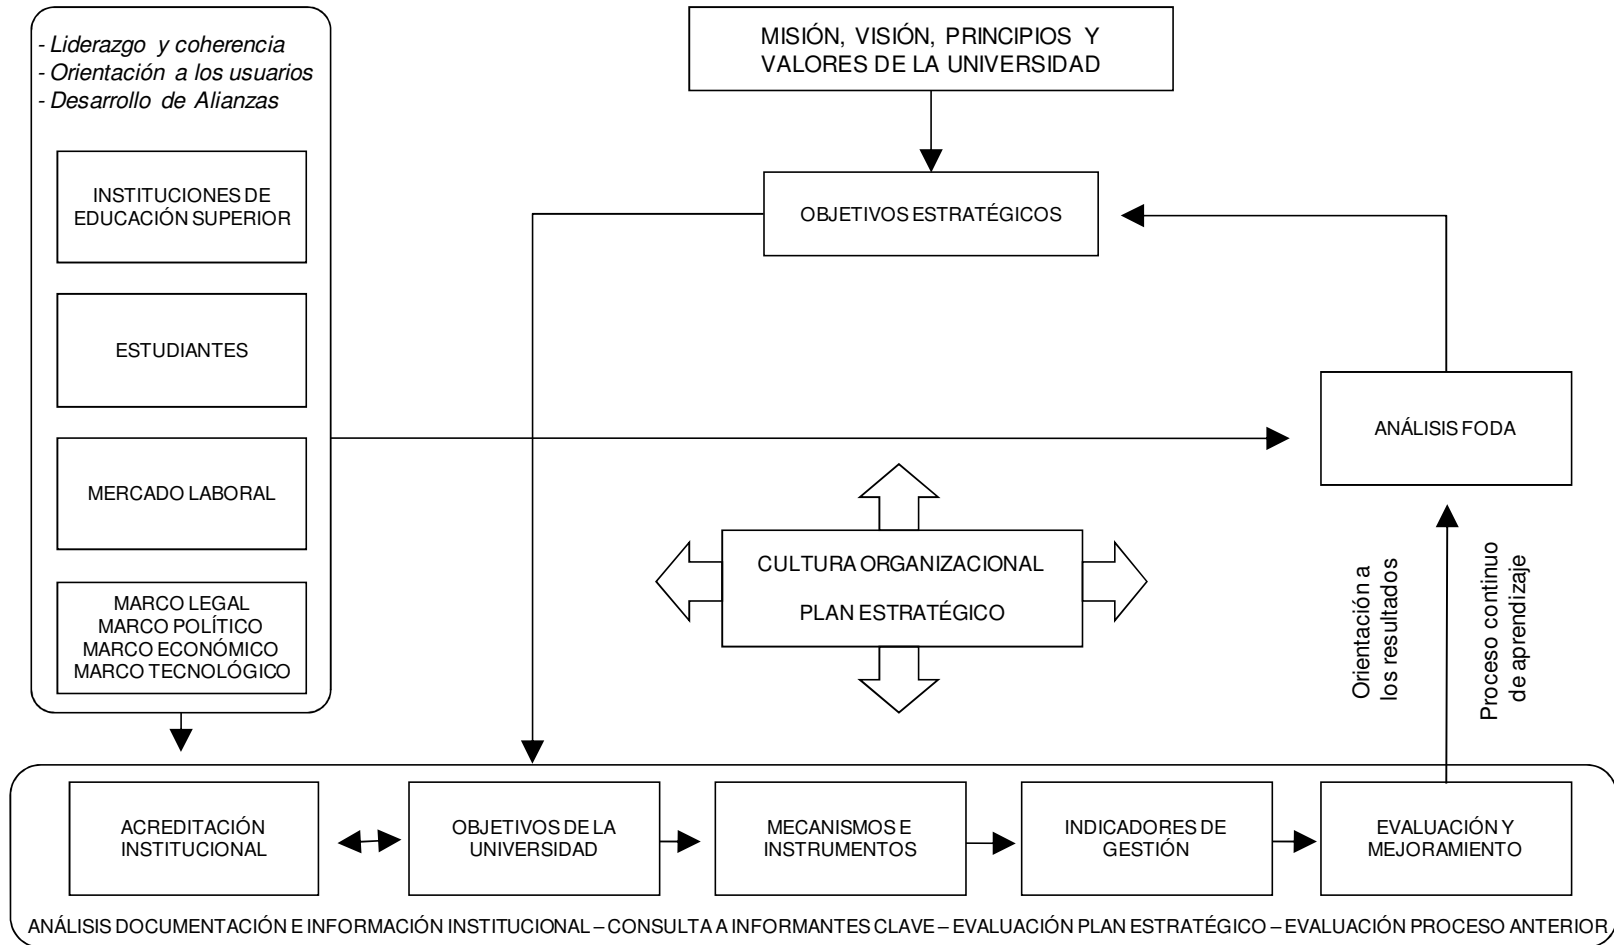 - Liderazgo y coherencia
- Orientación a los usuarios
- Desarrollo de Alianzas
INSTITUCIONES DE
EDUCACIÓN SUPERIOR
ESTUDIANTES
MERCADO LABORAL
MARCO LEGAL
MARCO POLÍTICO
MARCO ECONÓMICO
MARCO TECNOLÓGICO
MISIÓN, VISIÓN, PRINCIPIOS Y
VALORES DE LA UNIVERSIDAD
OBJETIVOS ESTRATÉGICOS
ANÁLISIS FODA
CULTURA ORGANIZACIONAL
PLAN ESTRATÉGICO
Orientación a
los resultados
Proceso continuo
de aprendizaje
ACREDITACIÓN
INSTITUCIONAL
OBJETIVOS DE LA
UNIVERSIDAD
MECANISMOS E
INSTRUMENTOS
INDICADORES DE
GESTIÓN
EVALUACIÓN Y
MEJORAMIENTO
ANÁLISIS DOCUMENTACIÓN E INFORMACIÓN INSTITUCIONAL – CONSULTA A INFORMANTES CLAVE – EVALUACIÓN PLAN ESTRATÉGICO – EVALUACIÓN PROCESO ANTERIOR